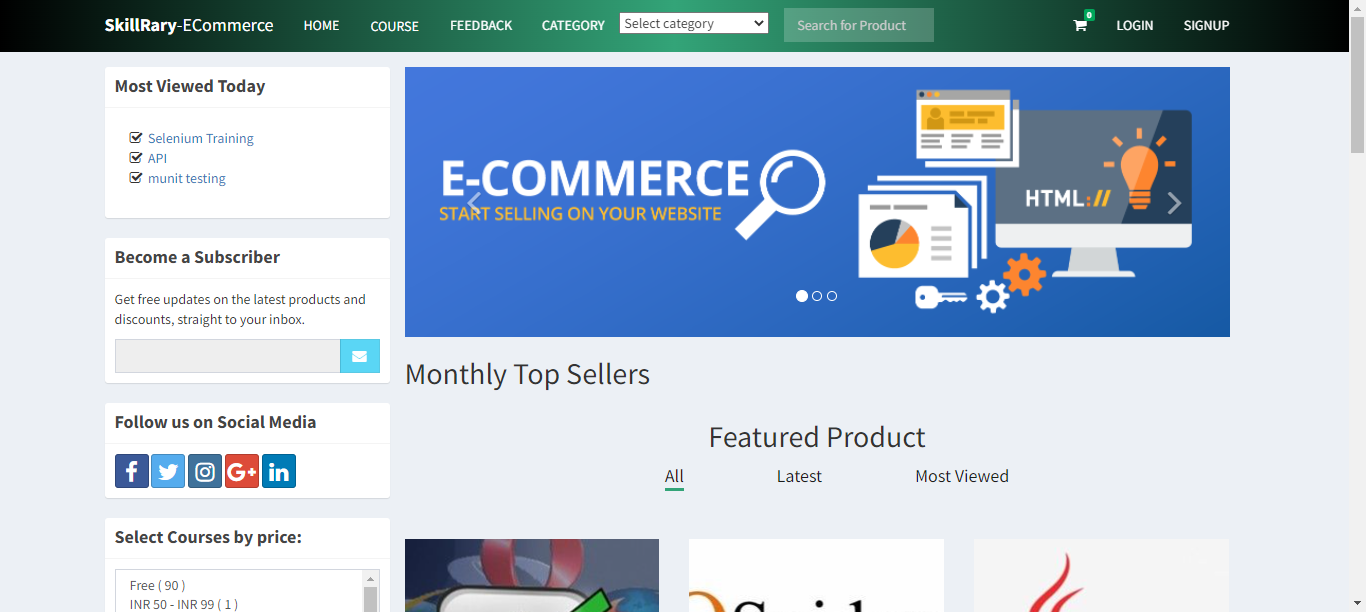 SkillRary-ECommerce HOME COURSE FEEDBACK CATEGORY Select category Search for Product 0 LOGIN SIGNUP
Most Viewed Today
Selenium Training
API
munit testing
Become a Subscriber
Get free updates on the latest products and
discounts, straight to your inbox.
Follow us on Social Media
f G+ in
Select Courses by price:
Free ( 90 )
INR 50 - INR 99 ( 1 )
E-COMMERCE
START SELLING ON YOUR WEBSITE
HTML://
Monthly Top Sellers
Featured Product
All Latest Most Viewed